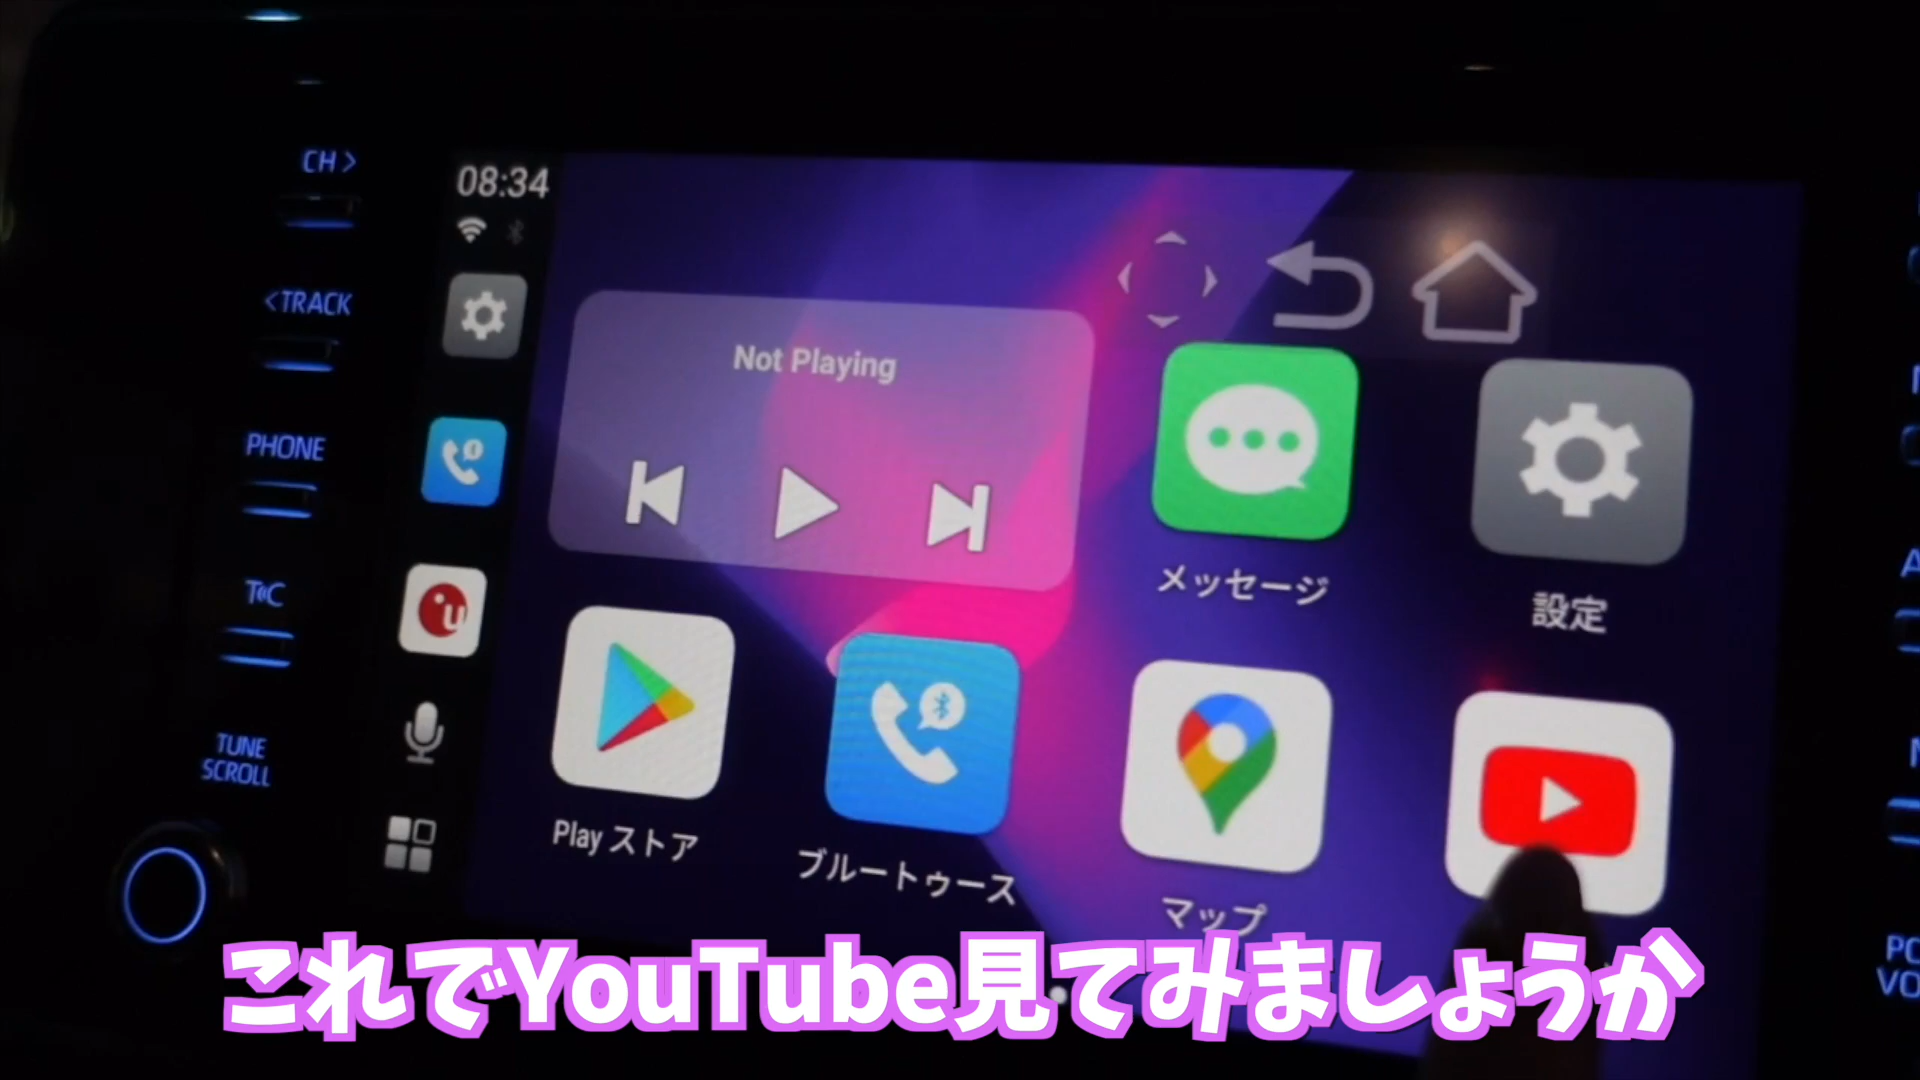 CH>
<TRACK
PHONE
TUNE
SCROLL
08:34
Not Playing
メッセージ
設定
Play ストア
ブルートゥース
マップ
これでYouTube見てみましょうか